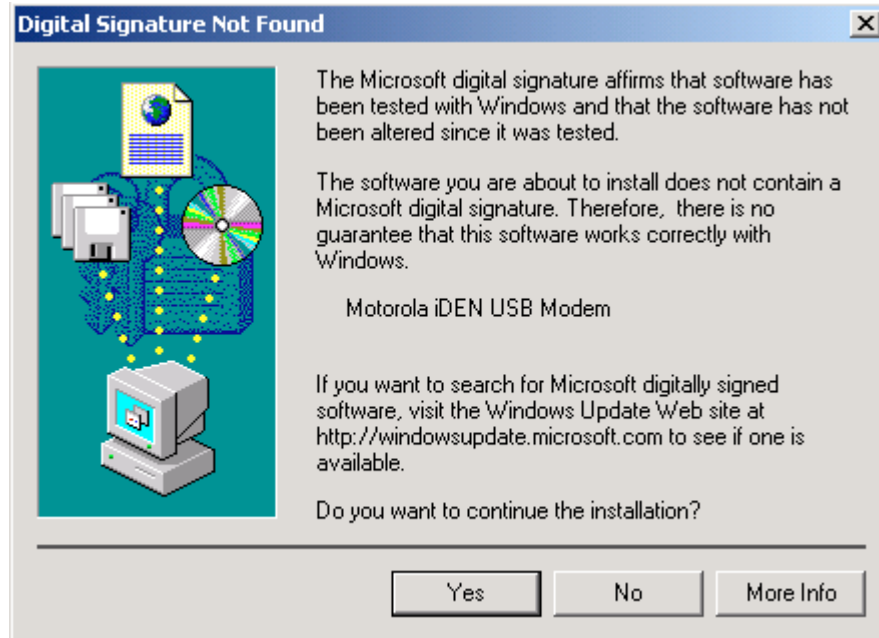 Digital Signature Not Found
The Microsoft digital signature affirms that software has
been tested with Windows and that the software has not
been altered since it was tested.
The software you are about to install does not contain a
Microsoft digital signature. Therefore,  there is no
guarantee that this software works correctly with
Windows.
Motorola iDEN USB Modem
If you want to search for Microsoft digitally signed
software, visit the Windows Update Web site at
http://windowsupdate.microsoft.com to see if one is
available.
Do you want to continue the installation?
Yes
No
More Info